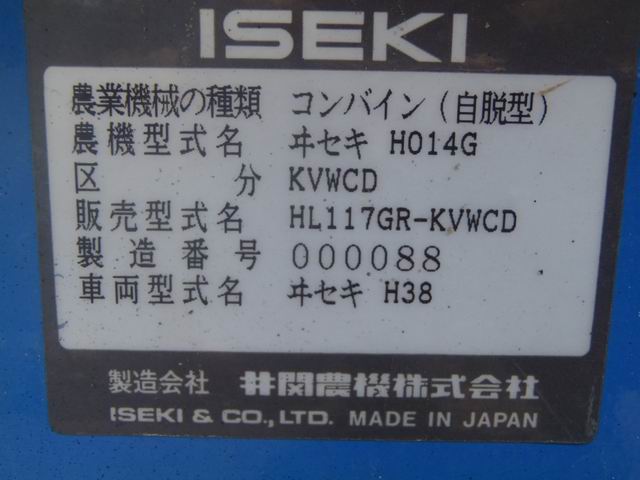 ISEKI
農業機械の種類 コンバイン(自脱型)
農機型式名 ヰセキ HO14G
区分 KVWCD
販売型式名 HL117GR-KVWCD
製造番号 000088
車両型式名 ヰセキ H38
製造会社 井関農機株式会社
ISEKI & CO.,LTD. MADE IN JAPAN